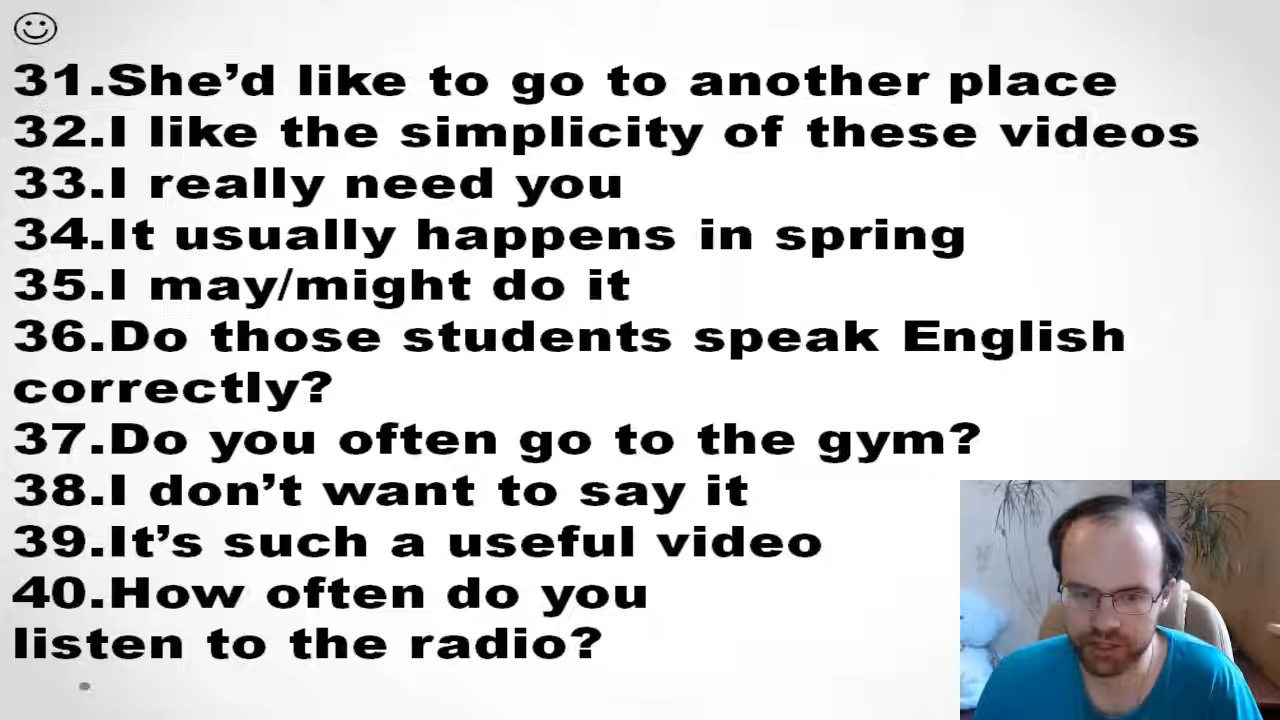 31.She’d like to go to another place
32.I like the simplicity of these videos
33.I really need you
34.It usually happens in spring
35.I may/might do it
36.Do those students speak English
correctly?
37.Do you often go to the gym?
38.I don’t want to say it
39.It’s such a useful video
40.How often do you
listen to the radio?